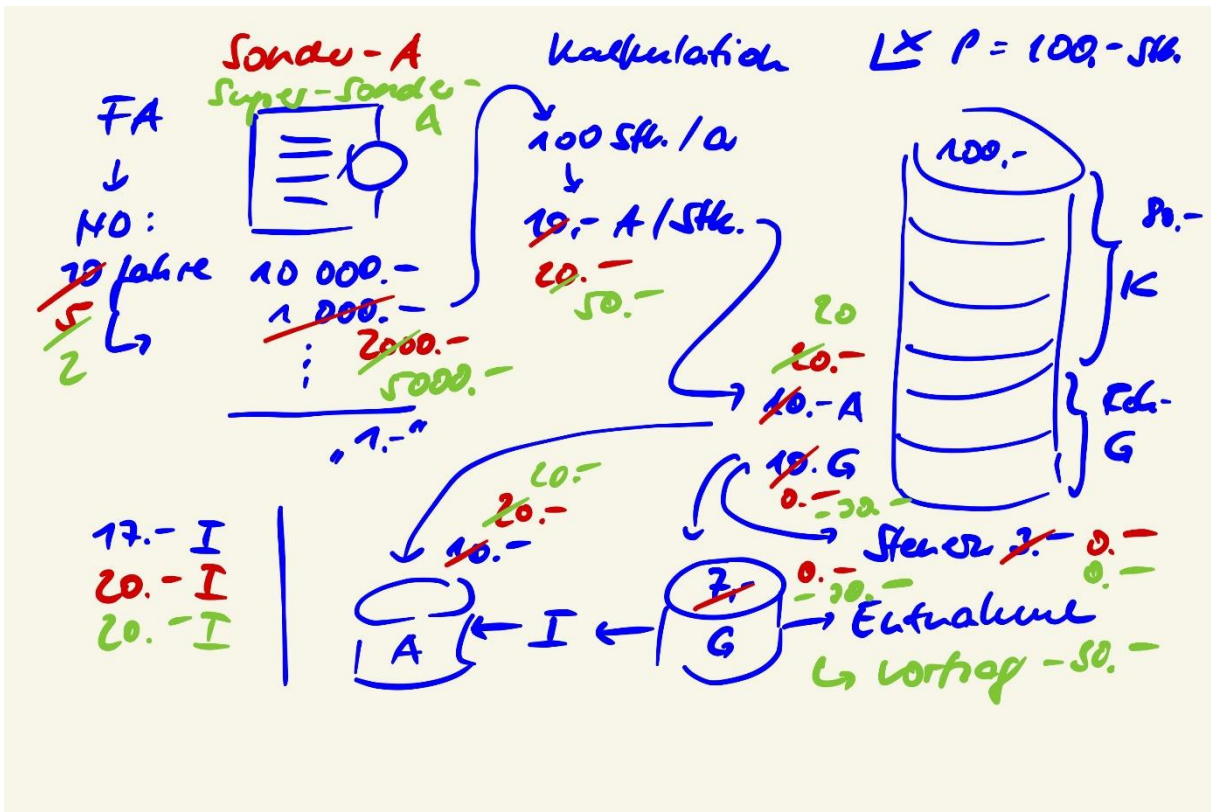 Sonder-A
Super-Sonder-A
Kalkulation
P = 100,- Stk.
FA
ND:
10 Jahre
5
2
10 000.-
1 000.-
2000.-
5000.-
⋮
"1.-"
100 Stk. / a
10,- A / Stk.
20.-
50.-
100,-
80.-
K
20
20.-
10.- A
10. G
0.-
-30.-
G
Steuern 3.- 0.-
0.-
20.-
20.-
10.-
7,-
0.-
-30.-
17.- I
20.- I
20.- I
A ← I ← G → Entnahme
↳ Vortrag -30.-